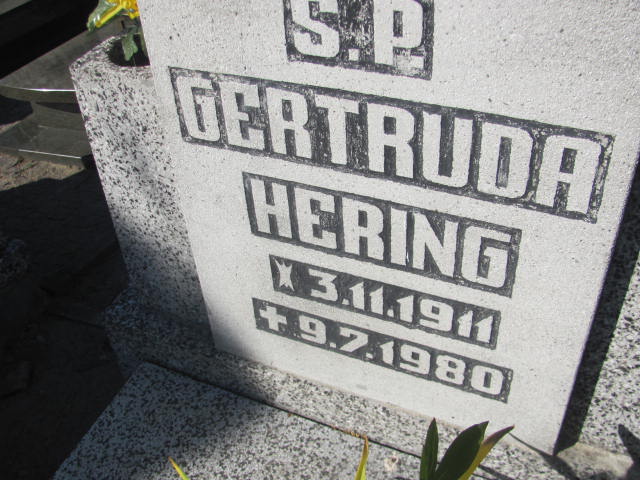 Ś.P.
GERTRUDA
HERING
* 3.11.1911
✝ 9.7.1980